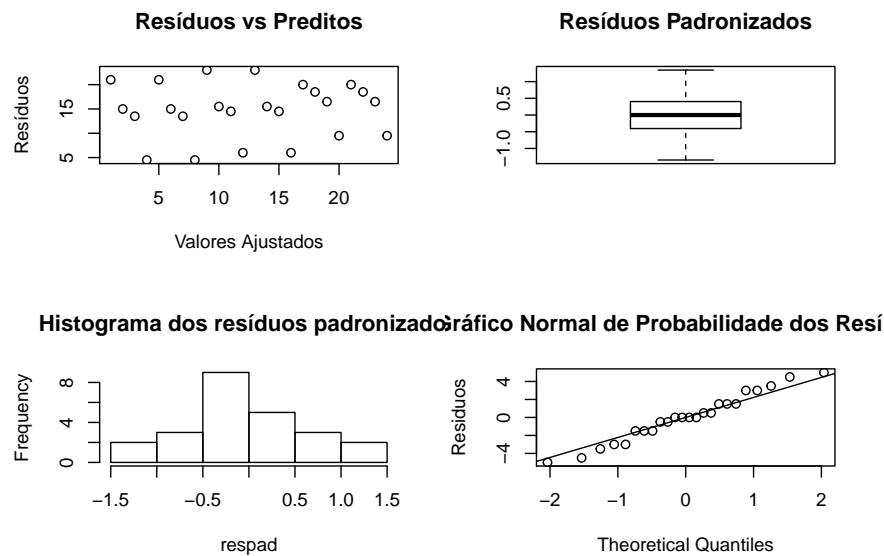 Resíduos vs Preditos
Resíduos
5 15
5 10 15 20
Valores Ajustados
Resíduos Padronizados
−1.0 0.5
Histograma dos resíduos padronizado
Frequency
0 4 8
−1.5 −0.5 0.5 1.0 1.5
respad
Gráfico Normal de Probabilidade dos Resí
Residuos
−4 0 4
−2 −1 0 1 2
Theoretical Quantiles